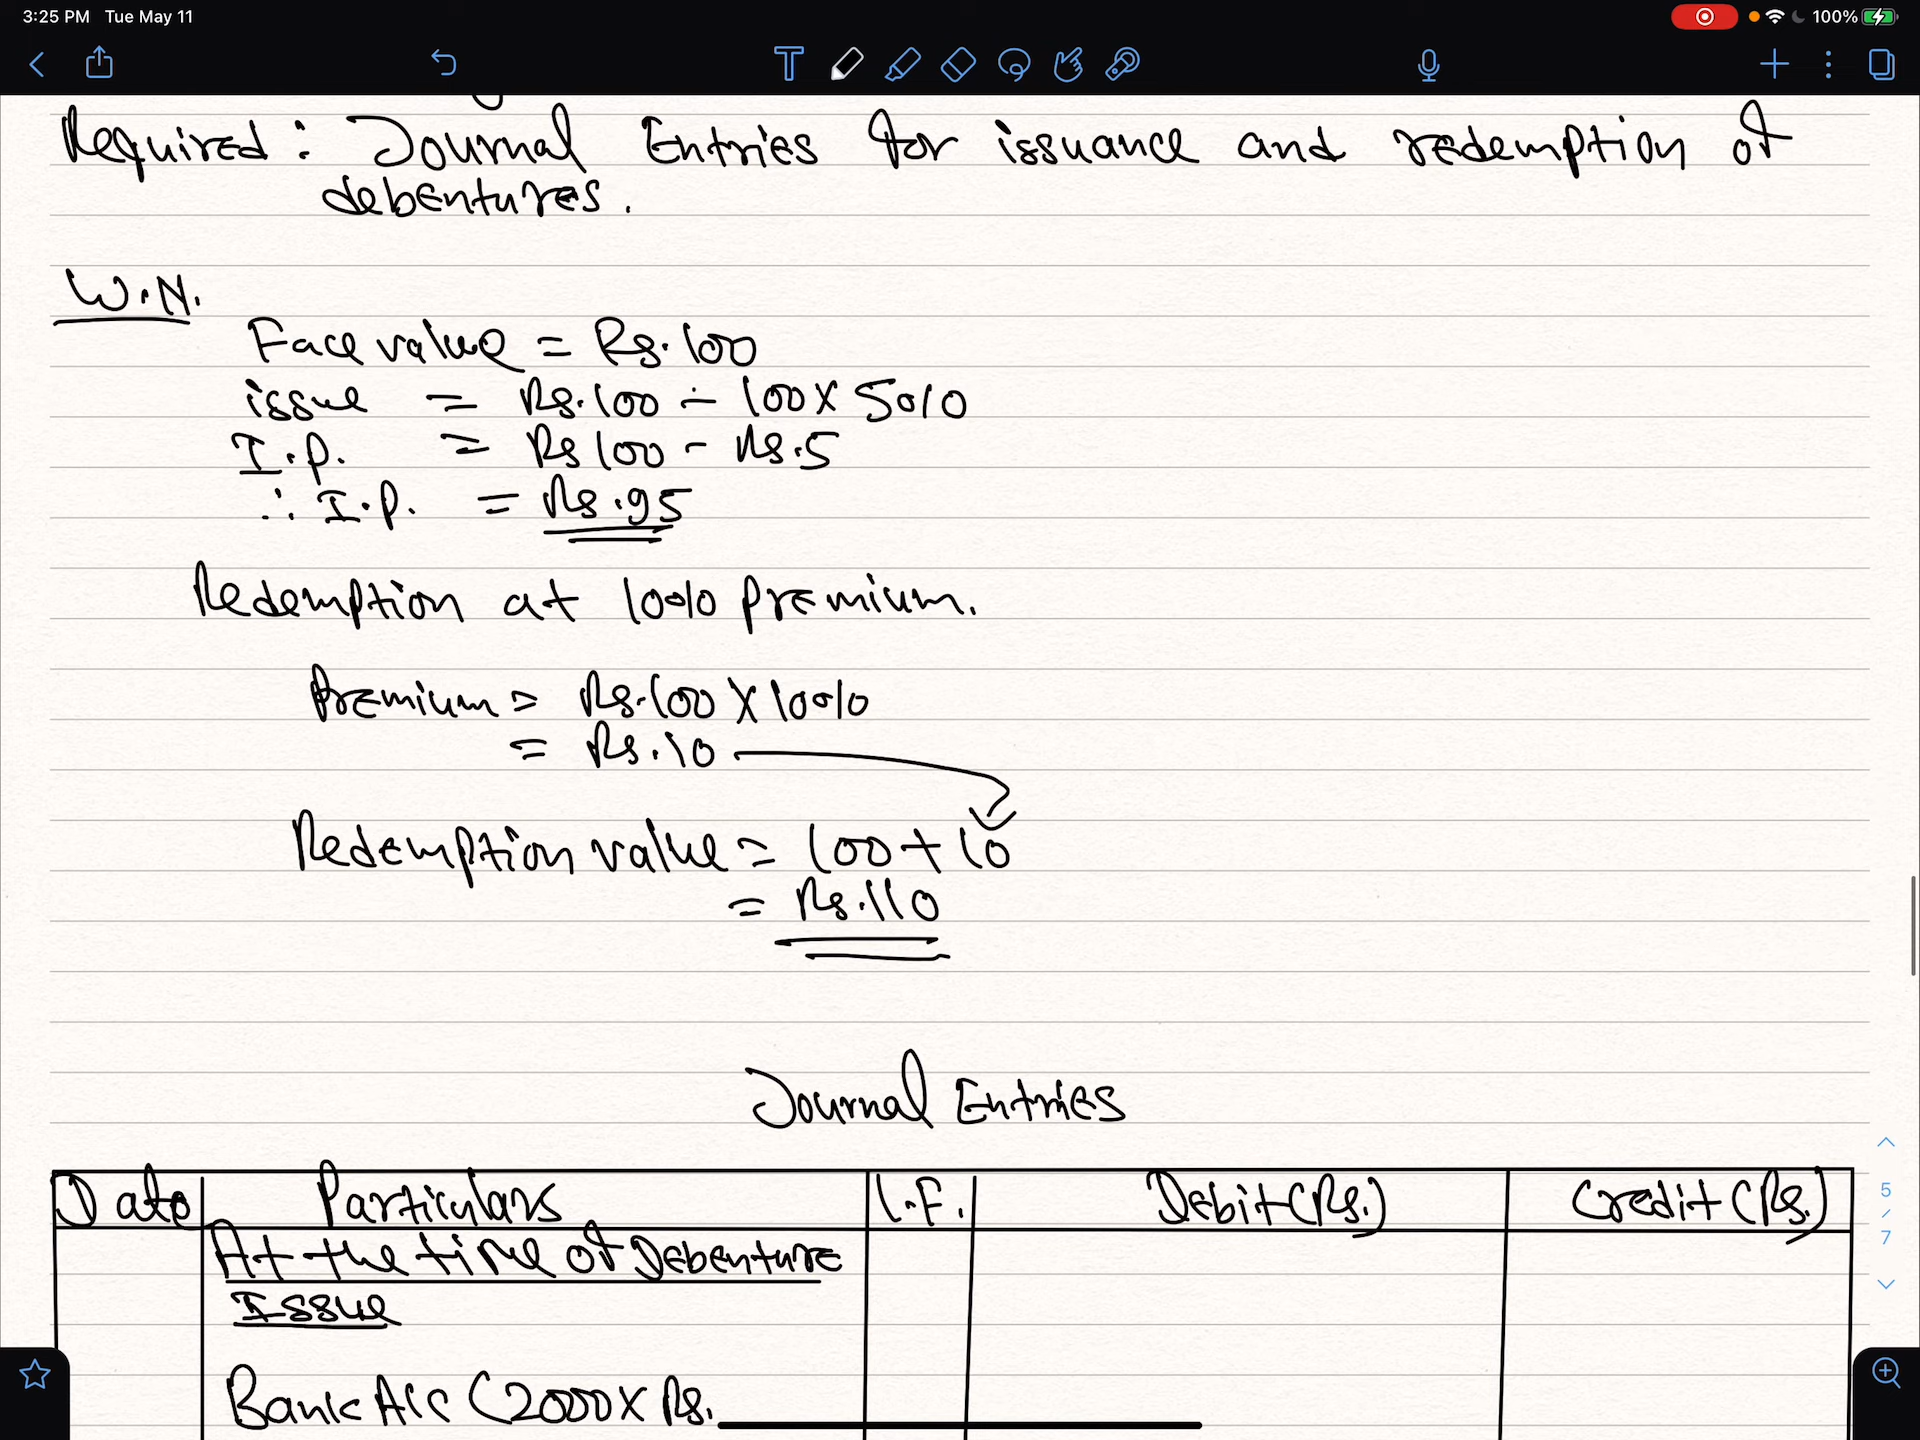 3:25 PM Tue May 11
100%
Required: Journal Entries for issuance and redemption of
debentures.
W.N.
Face value = Rs.100
issue = Rs.100 - 100 X 5%
I.P. = Rs 100 - Rs.5
∴ I.P. = Rs.95
Redemption at 10% premium.
Premium = Rs.100 X 10%
= Rs.10
Redemption value = 100 + 10
= Rs.110
Journal Entries
Date Particulars L.F. Debit (Rs.) Credit (Rs.)
At the time of Debenture
Issue
Bank A/c (2000 X Rs.
5
/
7